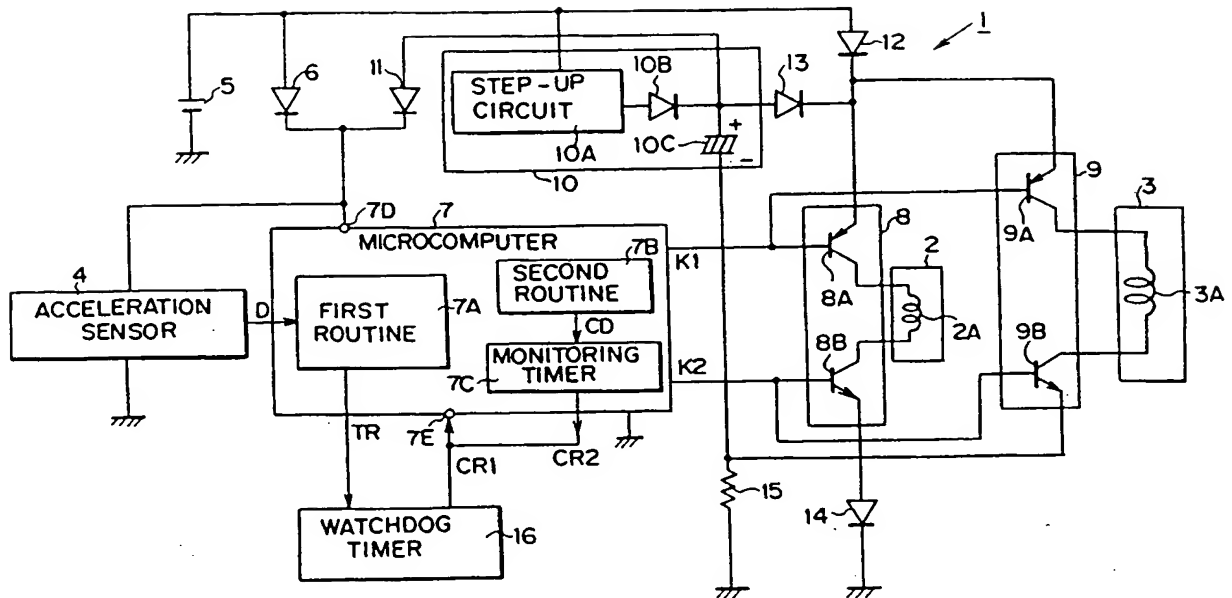 1
12
6
11
10B
13
5
STEP-UP
CIRCUIT
10A
+
10C
-
10
9
3
7D
7
MICROCOMPUTER
8
9A
7B
K1
2
4
SECOND
ROUTINE
8A
3A
ACCELERATION
SENSOR
D
FIRST
ROUTINE
7A
CD
2A
8B
9B
MONITORING
TIMER
7C
K2
TR
7E
CR1
CR2
15
14
WATCHDOG
TIMER
16